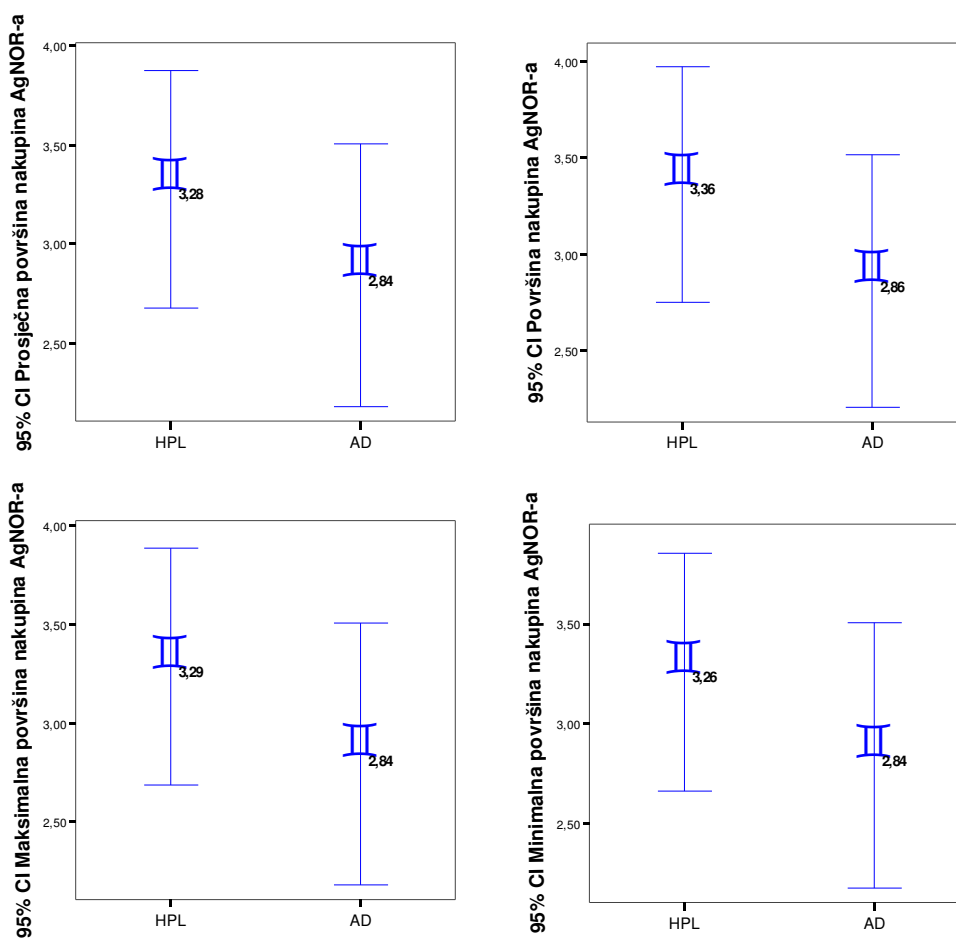 95% CI Prosječna površina nakupina AgNOR-a
4,00
3,50
3,00
2,50
3,28
2,84
HPL
AD
95% CI Površina nakupina AgNOR-a
4,00
3,50
3,00
2,50
3,36
2,86
HPL
AD
95% CI Maksimalna površina nakupina AgNOR-a
4,00
3,50
3,00
2,50
3,29
2,84
HPL
AD
95% CI Minimalna površina nakupina AgNOR-a
3,50
3,00
2,50
3,26
2,84
HPL
AD